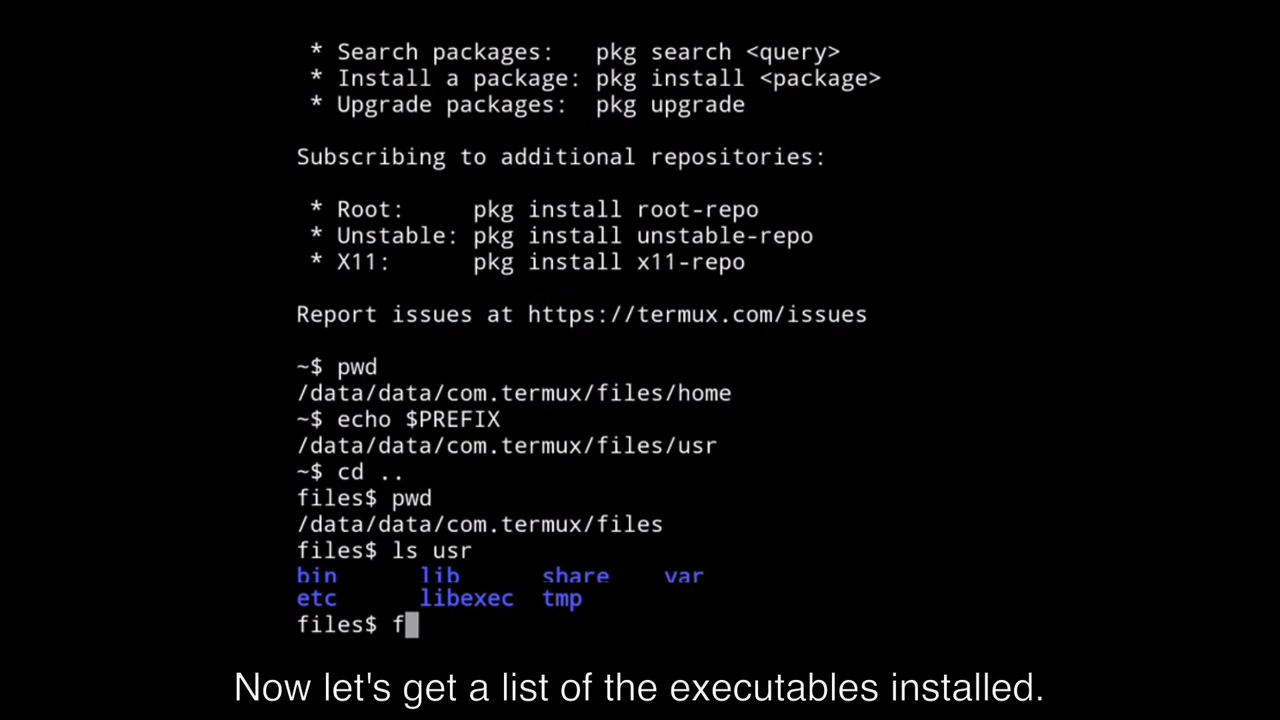 * Search packages:   pkg search <query>
* Install a package: pkg install <package>
* Upgrade packages:  pkg upgrade
Subscribing to additional repositories:
* Root:     pkg install root-repo
* Unstable: pkg install unstable-repo
* X11:      pkg install x11-repo
Report issues at https://termux.com/issues
~$ pwd
/data/data/com.termux/files/home
~$ echo $PREFIX
/data/data/com.termux/files/usr
~$ cd ..
files$ pwd
/data/data/com.termux/files
files$ ls usr
bin      lib      share    var
etc      libexec  tmp
files$ f
Now let's get a list of the executables installed.